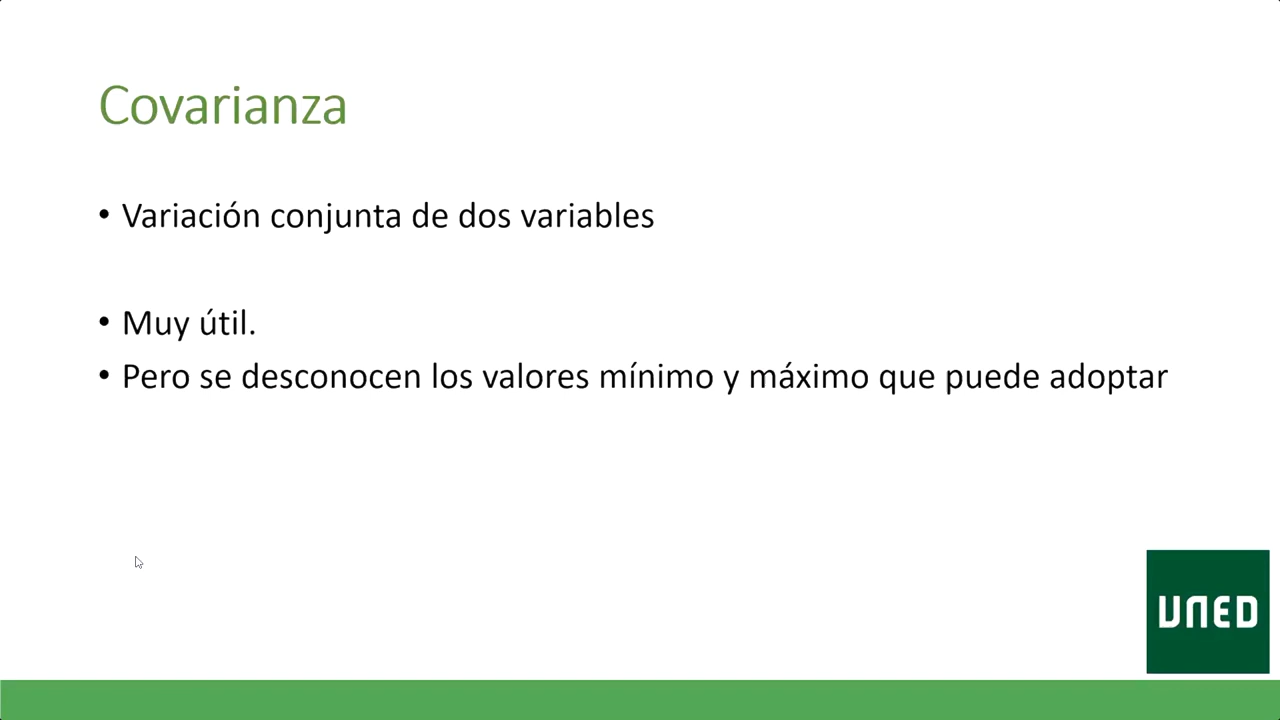 Covarianza
• Variación conjunta de dos variables
• Muy útil.
• Pero se desconocen los valores mínimo y máximo que puede adoptar
UNED